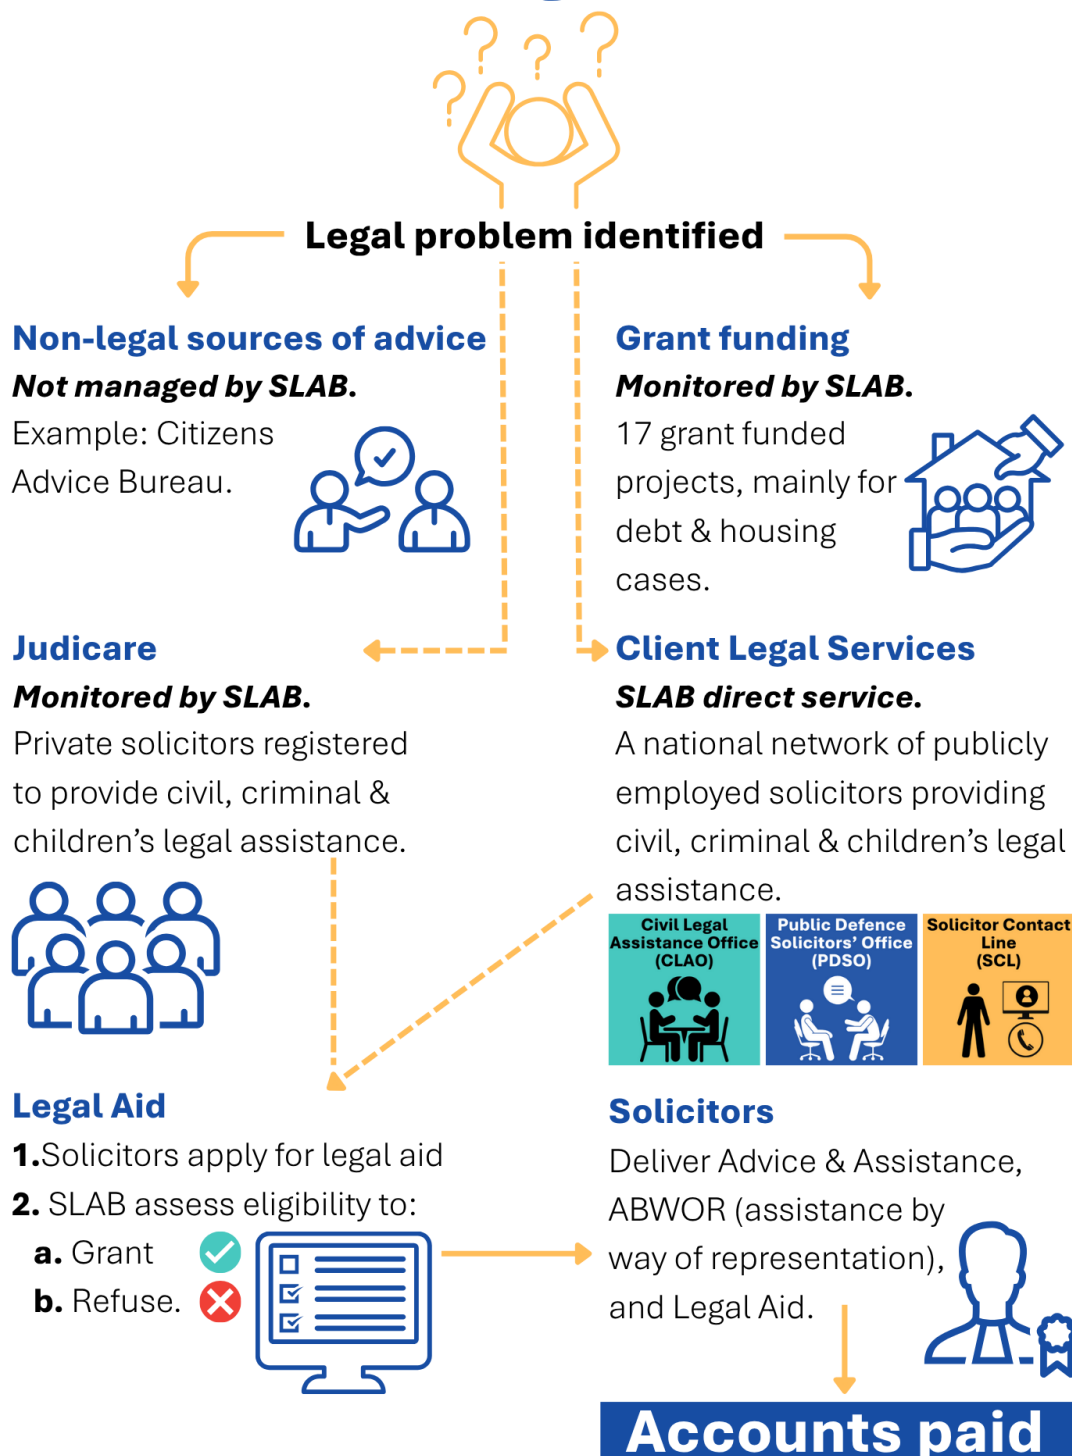 ? ? ? ?
Legal problem identified
Non-legal sources of advice
Not managed by SLAB.
Example: Citizens
Advice Bureau.
Grant funding
Monitored by SLAB.
17 grant funded
projects, mainly for
debt & housing
cases.
Judicare
Monitored by SLAB.
Private solicitors registered
to provide civil, criminal &
children’s legal assistance.
Client Legal Services
SLAB direct service.
A national network of publicly
employed solicitors providing
civil, criminal & children’s legal
assistance.
Civil Legal
Assistance Office
(CLAO)
Public Defence
Solicitors’ Office
(PDSO)
Solicitor Contact
Line
(SCL)
Legal Aid
1.Solicitors apply for legal aid
2. SLAB assess eligibility to:
a. Grant
b. Refuse.
Solicitors
Deliver Advice & Assistance,
ABWOR (assistance by
way of representation),
and Legal Aid.
Accounts paid